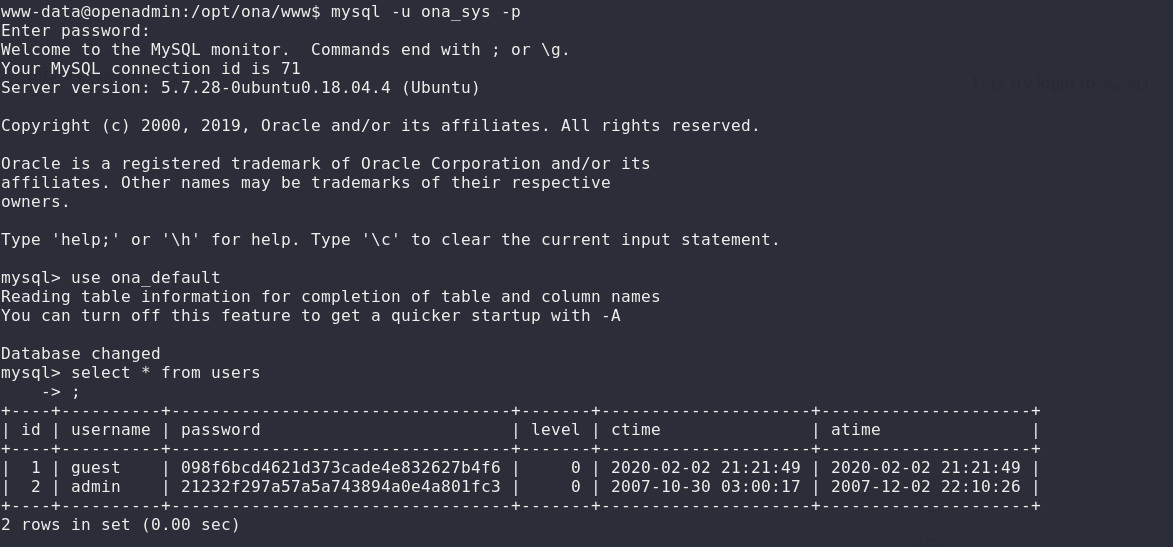 www-data@openadmin:/opt/ona/www$ mysql -u ona_sys -p
Enter password:
Welcome to the MySQL monitor.  Commands end with ; or \g.
Your MySQL connection id is 71
Server version: 5.7.28-0ubuntu0.18.04.4 (Ubuntu)
Copyright (c) 2000, 2019, Oracle and/or its affiliates. All rights reserved.
Oracle is a registered trademark of Oracle Corporation and/or its
affiliates. Other names may be trademarks of their respective
owners.
Type 'help;' or '\h' for help. Type '\c' to clear the current input statement.
mysql> use ona_default
Reading table information for completion of table and column names
You can turn off this feature to get a quicker startup with -A
Database changed
mysql> select * from users
    -> ;
+----+----------+----------------------------------+-------+---------------------+---------------------+
| id | username | password                         | level | ctime               | atime               |
+----+----------+----------------------------------+-------+---------------------+---------------------+
|  1 | guest    | 098f6bcd4621d373cade4e832627b4f6 |     0 | 2020-02-02 21:21:49 | 2020-02-02 21:21:49 |
|  2 | admin    | 21232f297a57a5a743894a0e4a801fc3 |     0 | 2007-10-30 03:00:17 | 2007-12-02 22:10:26 |
+----+----------+----------------------------------+-------+---------------------+---------------------+
2 rows in set (0.00 sec)